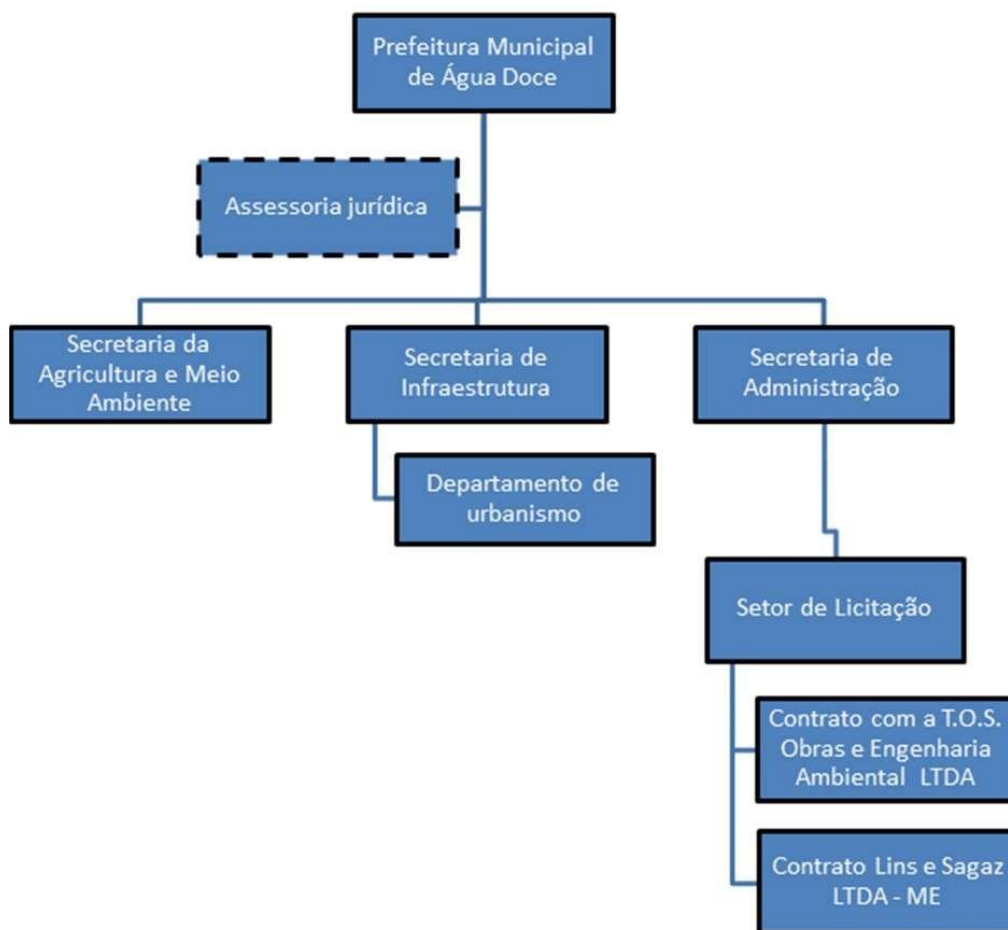 Prefeitura Municipal
de Água Doce
Assessoria jurídica
Secretaria da
Agricultura e Meio
Ambiente
Secretaria de
Infraestrutura
Secretaria de
Administração
Departamento de
urbanismo
Setor de Licitação
Contrato com a T.O.S.
Obras e Engenharia
Ambiental LTDA
Contrato Lins e Sagaz
LTDA - ME